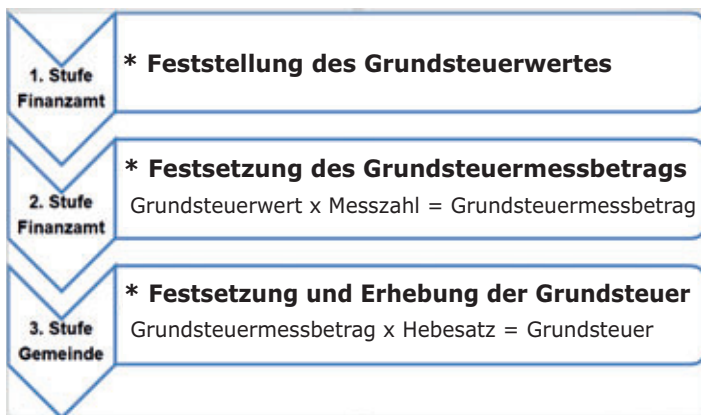 1. Stufe
Finanzamt
* Feststellung des Grundsteuerwertes
2. Stufe
Finanzamt
* Festsetzung des Grundsteuermessbetrags
Grundsteuerwert x Messzahl = Grundsteuermessbetrag
3. Stufe
Gemeinde
* Festsetzung und Erhebung der Grundsteuer
Grundsteuermessbetrag x Hebesatz = Grundsteuer